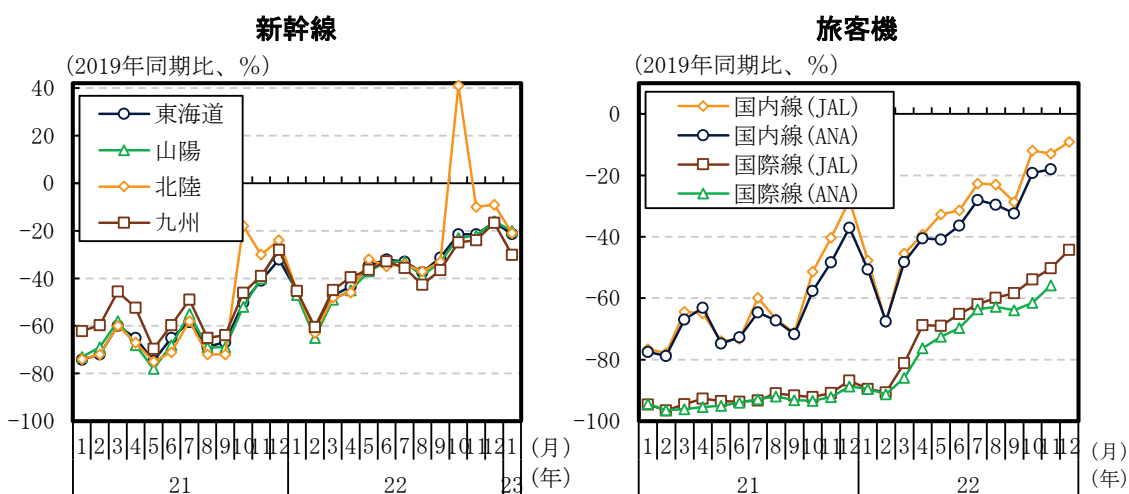 新幹線
(2019年同期比、%)
東海道
山陽
北陸
九州
40
20
0
-20
-40
-60
-80
-100
1 2 3 4 5 6 7 8 9 10 11 12 1 2 3 4 5 6 7 8 9 10 11 12 1 (月)
21 22 23 (年)
旅客機
(2019年同期比、%)
国内線(JAL)
国内線(ANA)
国際線(JAL)
国際線(ANA)
0
-20
-40
-60
-80
-100
1 2 3 4 5 6 7 8 9 10 11 12 1 2 3 4 5 6 7 8 9 10 11 12 (月)
21 22 (年)